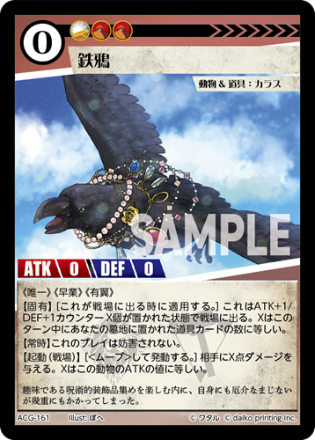 0
鉄鴉
動物 & 道具：カラス
SAMPLE
ATK 0 DEF 0
《唯一》《早業》《有翼》
【固有】［これが戦場に出る時に適用する。］これはATK+1/
DEF+1カウンターX個が置かれた状態で戦場に出る。Xはこの
ターン中にあなたの墓地に置かれた道具カードの数に等しい。
【常時】これのプレイは妨害されない。
【起動（戦場）】［〜ムーブ〜して発動する。］相手にX点ダメージを
与える。Xはこの動物のATKの値に等しい。
趣味である呪術的装飾品集めを楽しむ内に、自身にも厄介なまじない
が幾重にもかかってしまった。
ACG-161 Illust: ぽへ © ワタル © daiko printing Inc.